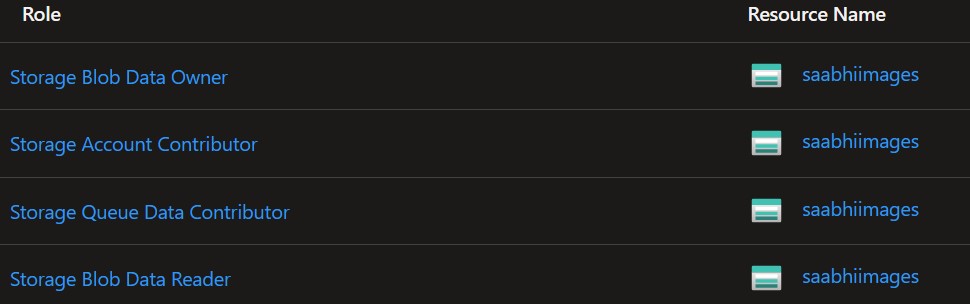 Role Resource Name
Storage Blob Data Owner saabhiimages
Storage Account Contributor saabhiimages
Storage Queue Data Contributor saabhiimages
Storage Blob Data Reader saabhiimages